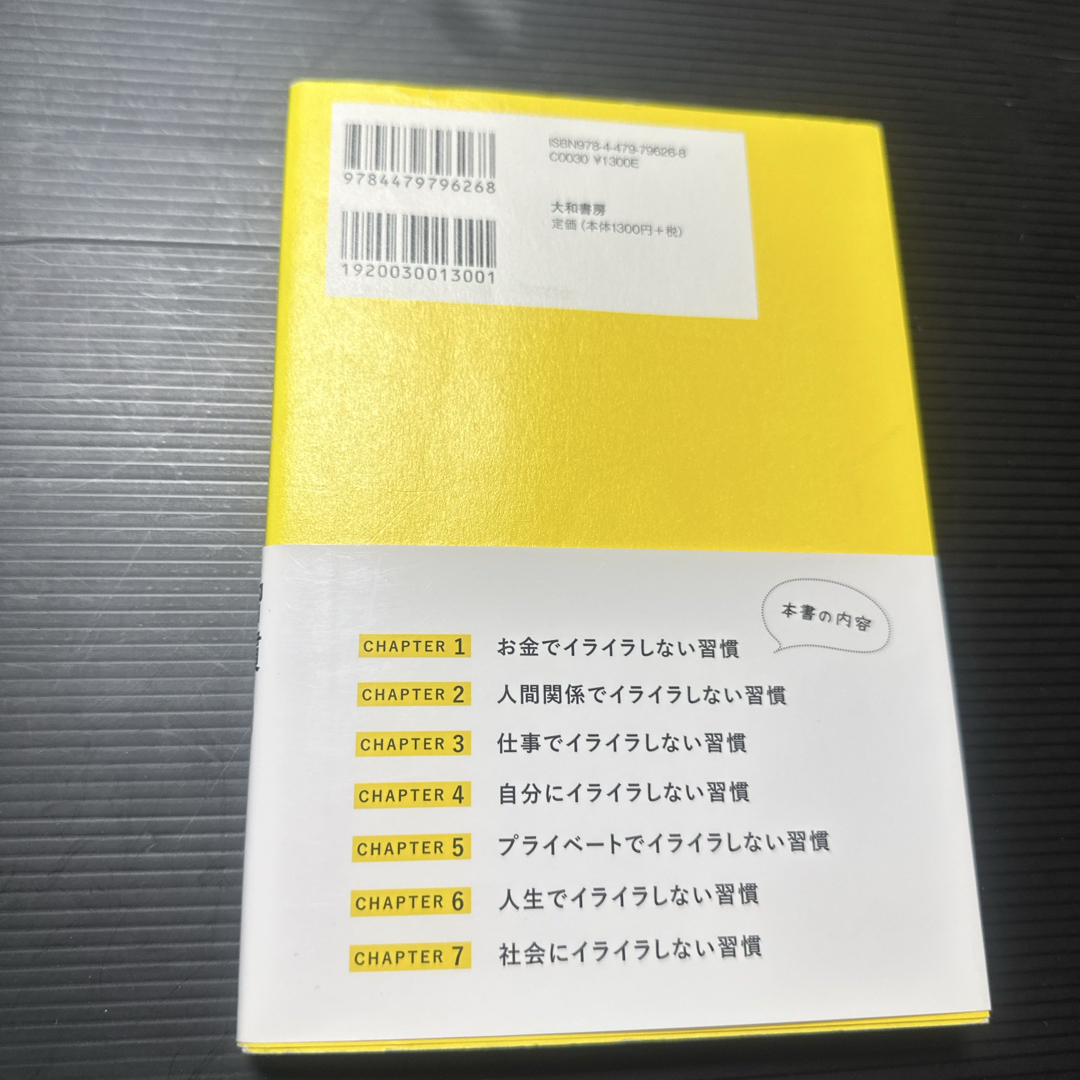 9784479796268
1920030013001
ISBN978-4-479-79626-8
C0030 ¥1300E
大和書房
定価(本体1300円+税)
本書の内容
CHAPTER 1 お金でイライラしない習慣
CHAPTER 2 人間関係でイライラしない習慣
CHAPTER 3 仕事でイライラしない習慣
CHAPTER 4 自分にイライラしない習慣
CHAPTER 5 プライベートでイライラしない習慣
CHAPTER 6 人生でイライラしない習慣
CHAPTER 7 社会にイライラしない習慣